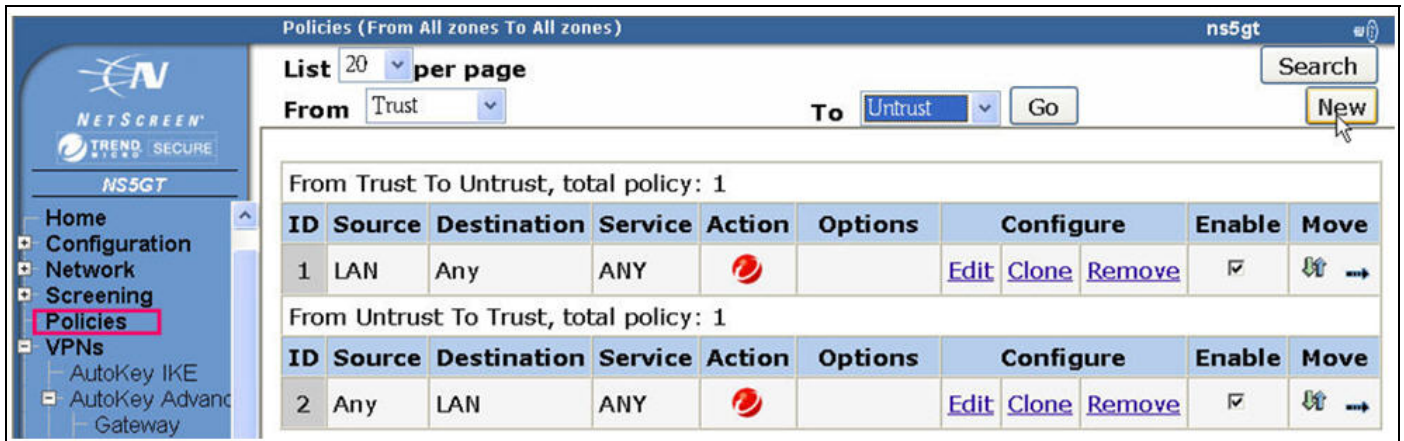 Policies (From All zones To All zones) ns5gt
List 20 per page Search
From Trust To Untrust Go New
N
NETSCREEN
TREND MICRO SECURE
NS5GT
Home
Configuration
Network
Screening
Policies
VPNs
AutoKey IKE
AutoKey Advanc
Gateway
From Trust To Untrust, total policy: 1
ID Source Destination Service Action Options Configure Enable Move
1 LAN Any ANY Edit Clone Remove
From Untrust To Trust, total policy: 1
ID Source Destination Service Action Options Configure Enable Move
2 Any LAN ANY Edit Clone Remove